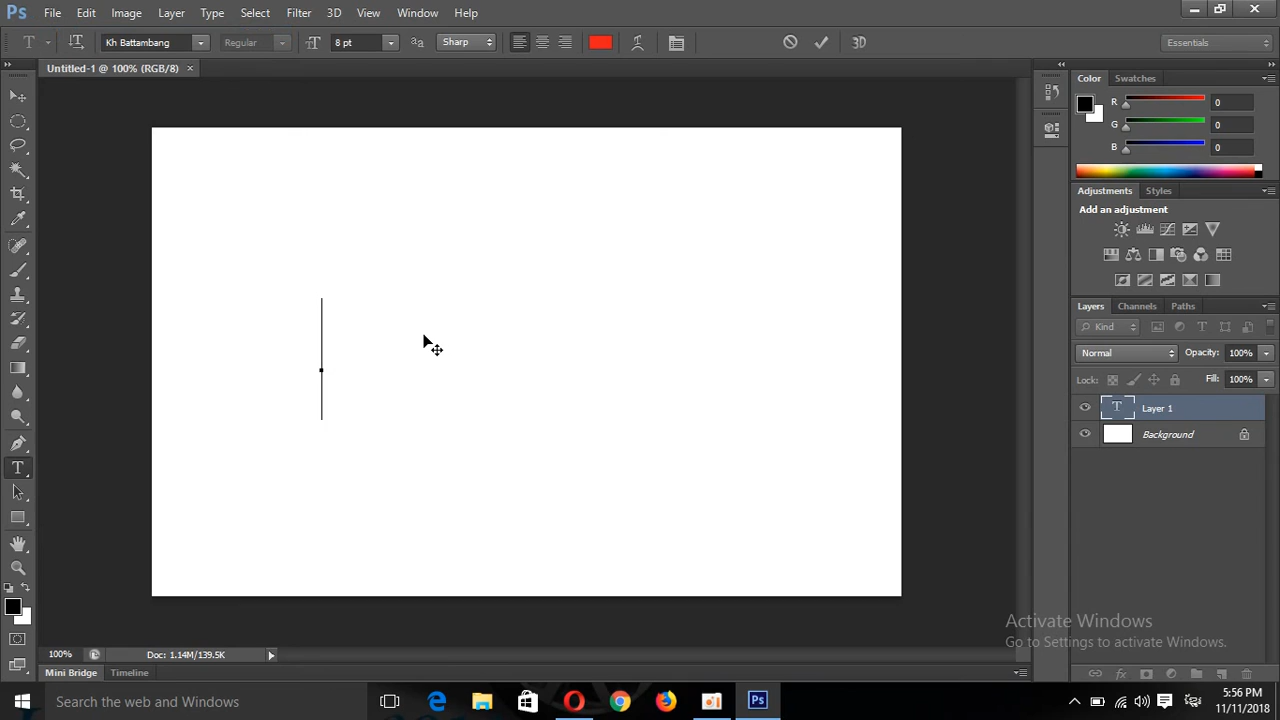 Ps File Edit Image Layer Type Select Filter 3D View Window Help
T Kh Battambang Regular 8 pt Sharp 3D Essentials
Untitled-1 @ 100% (RGB/8) ×
Color Swatches
R 0
G 0
B 0
Adjustments Styles
Add an adjustment
Layers Channels Paths
Kind
Normal Opacity: 100%
Lock: Fill: 100%
T Layer 1
Background
Activate Windows
Go to Settings to activate Windows.
100% Doc: 1.14M/139.5K
Mini Bridge Timeline
Search the web and Windows
5:56 PM
11/11/2018